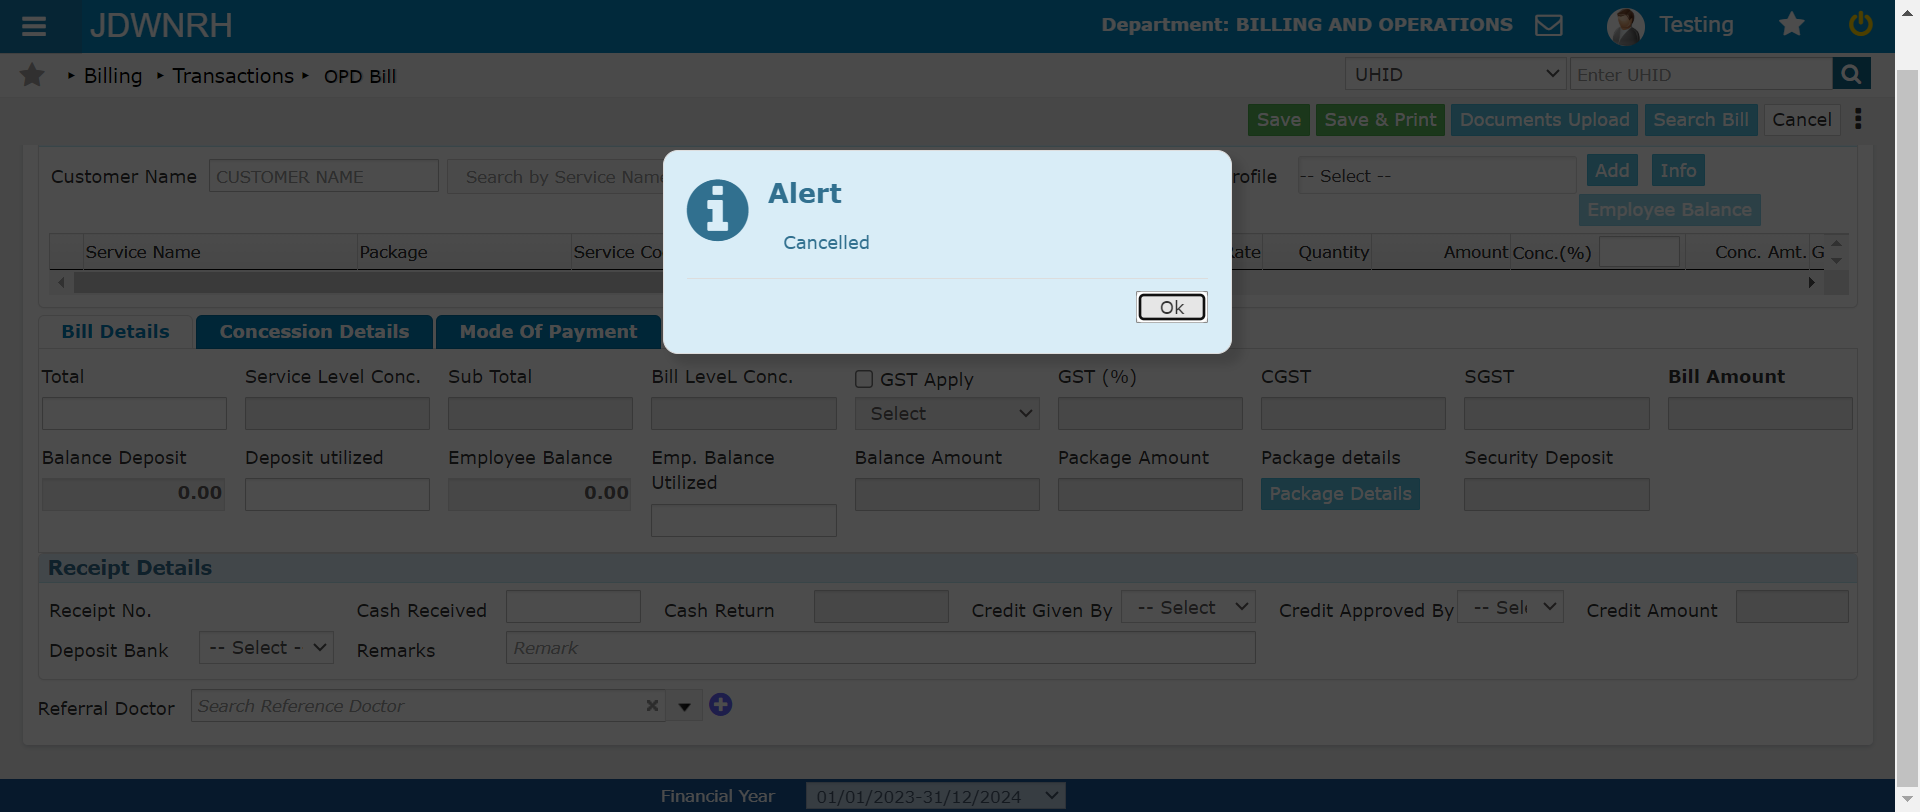 JDWNRH
Department: BILLING AND OPERATIONS
Testing
Billing
Transactions
OPD Bill
UHID
Enter UHID
Save
Save & Print
Documents Upload
Search Bill
Cancel
Customer Name
CUSTOMER NAME
Search by Service Name
-- Select --
Add
Info
Employee Balance
Alert
Cancelled
Ok
Service Name
Package
Quantity
Amount
Conc.(%)
Conc. Amt.
Bill Details
Concession Details
Mode Of Payment
Total
Service Level Conc.
Sub Total
Bill LeveL Conc.
GST Apply
GST (%)
CGST
SGST
Bill Amount
Select
Balance Deposit
Deposit utilized
Employee Balance
Emp. Balance
Utilized
Balance Amount
Package Amount
Package details
Security Deposit
0.00
0.00
Package Details
Receipt Details
Receipt No.
Cash Received
Cash Return
Credit Given By
-- Select
Credit Approved By
-- Sel
Credit Amount
Deposit Bank
-- Select -
Remarks
Remark
Referral Doctor
Search Reference Doctor
Financial Year
01/01/2023-31/12/2024